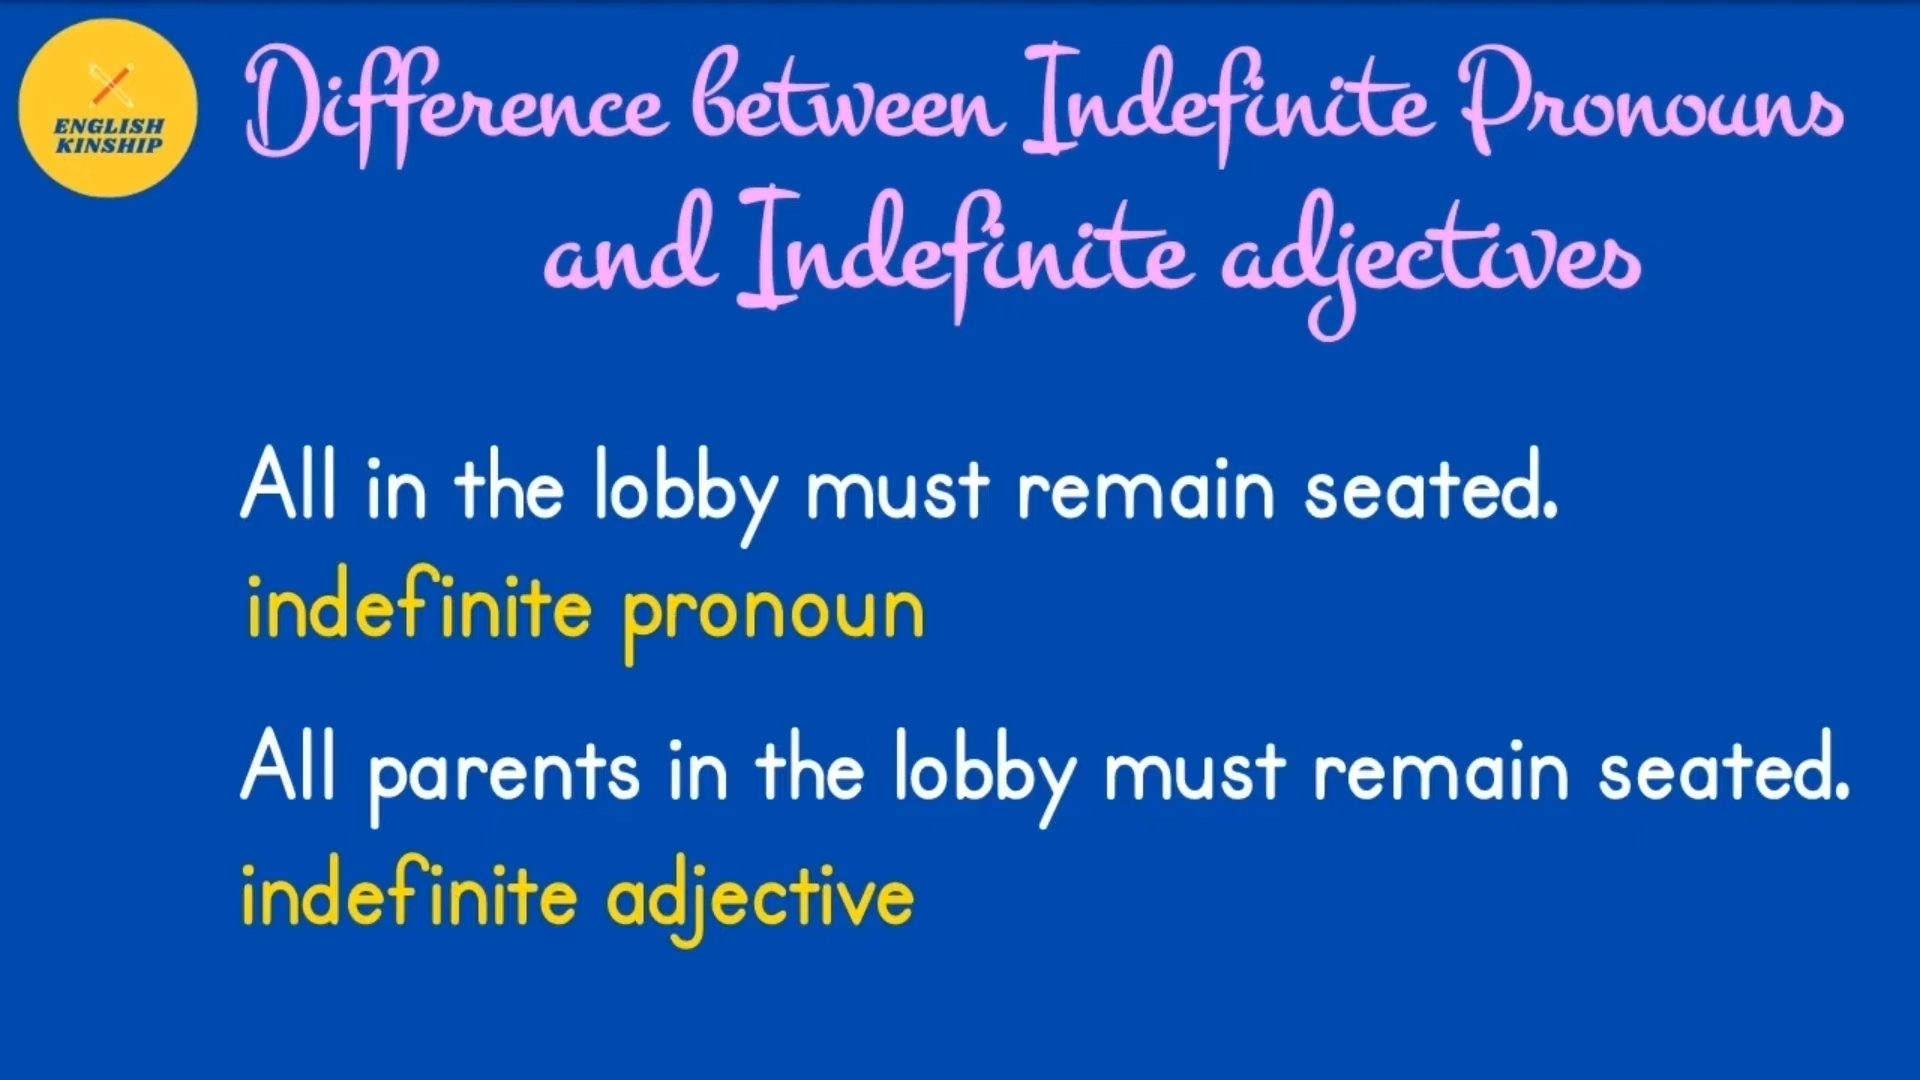 ENGLISH
KINSHIP
Difference between Indefinite Pronouns
and Indefinite adjectives
All in the lobby must remain seated.
indefinite pronoun
All parents in the lobby must remain seated.
indefinite adjective